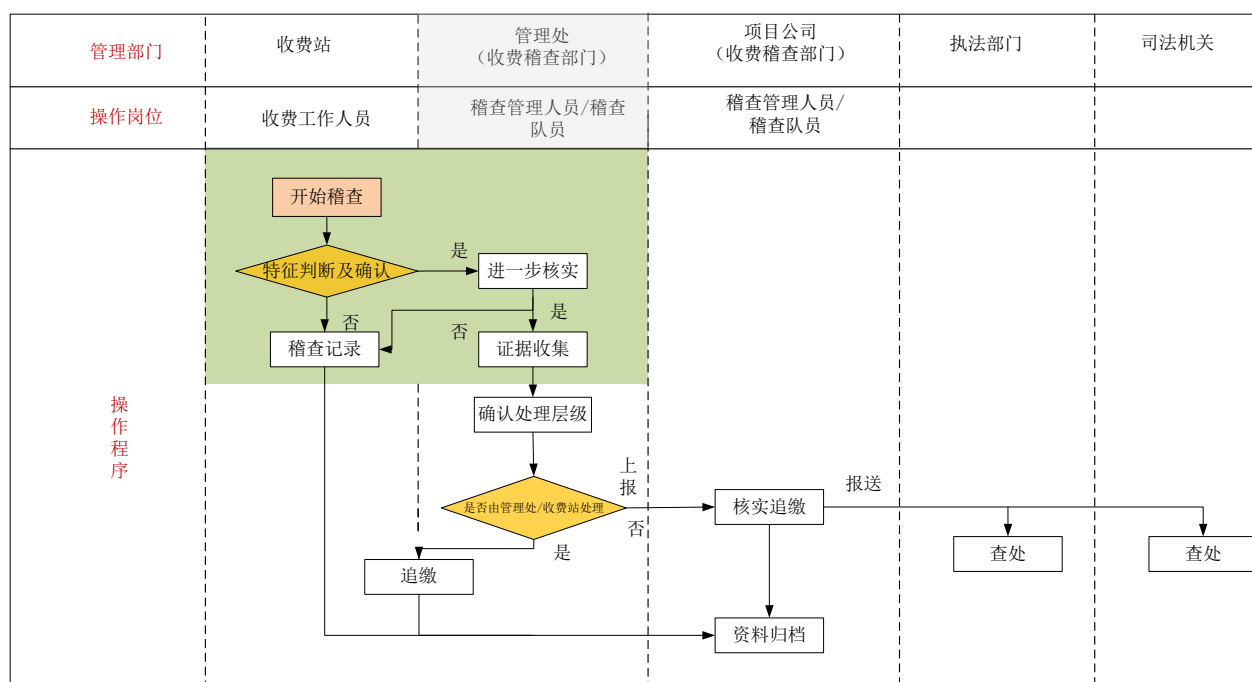 管理部门
收费站
管理处
（收费稽查部门）
项目公司
（收费稽查部门）
执法部门
司法机关
操作岗位
收费工作人员
稽查管理人员/稽查
队员
稽查管理人员/
稽查队员
操
作
程
序
开始稽查
特征判断及确认
是
进一步核实
否
是
否
稽查记录
证据收集
确认处理层级
上
报
是否由管理处/收费站处理
否
是
核实追缴
报送
查处
查处
追缴
资料归档